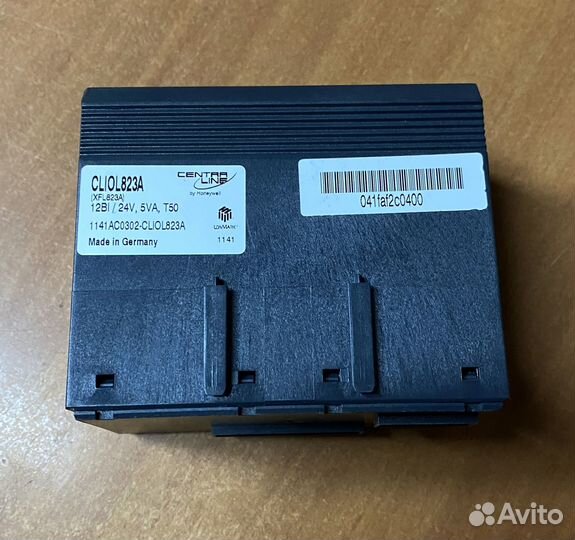 CLIOL823A
(XFL823A)
12BI / 24V, 5VA, T50
1141AC0302-CLIOL823A
Made in Germany
CENTRA
LINE
by Honeywell
LONMARK
1141
041faf2c0400
Avito